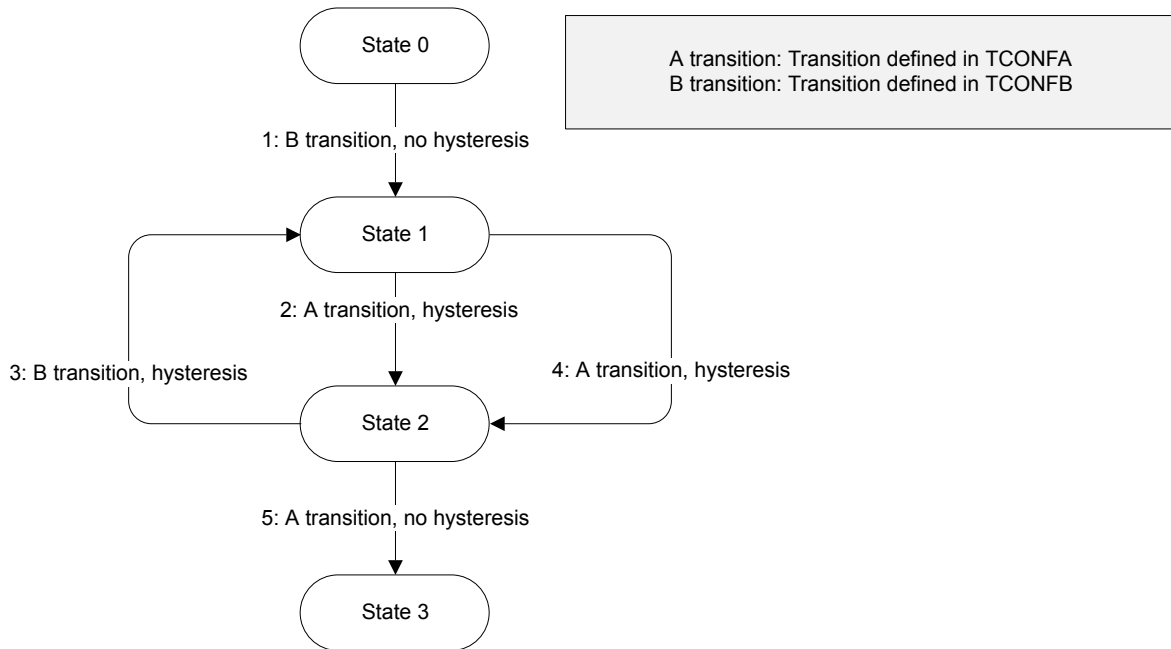 State 0
A transition: Transition defined in TCONFA
B transition: Transition defined in TCONFB
1: B transition, no hysteresis
State 1
2: A transition, hysteresis
3: B transition, hysteresis
4: A transition, hysteresis
State 2
5: A transition, no hysteresis
State 3